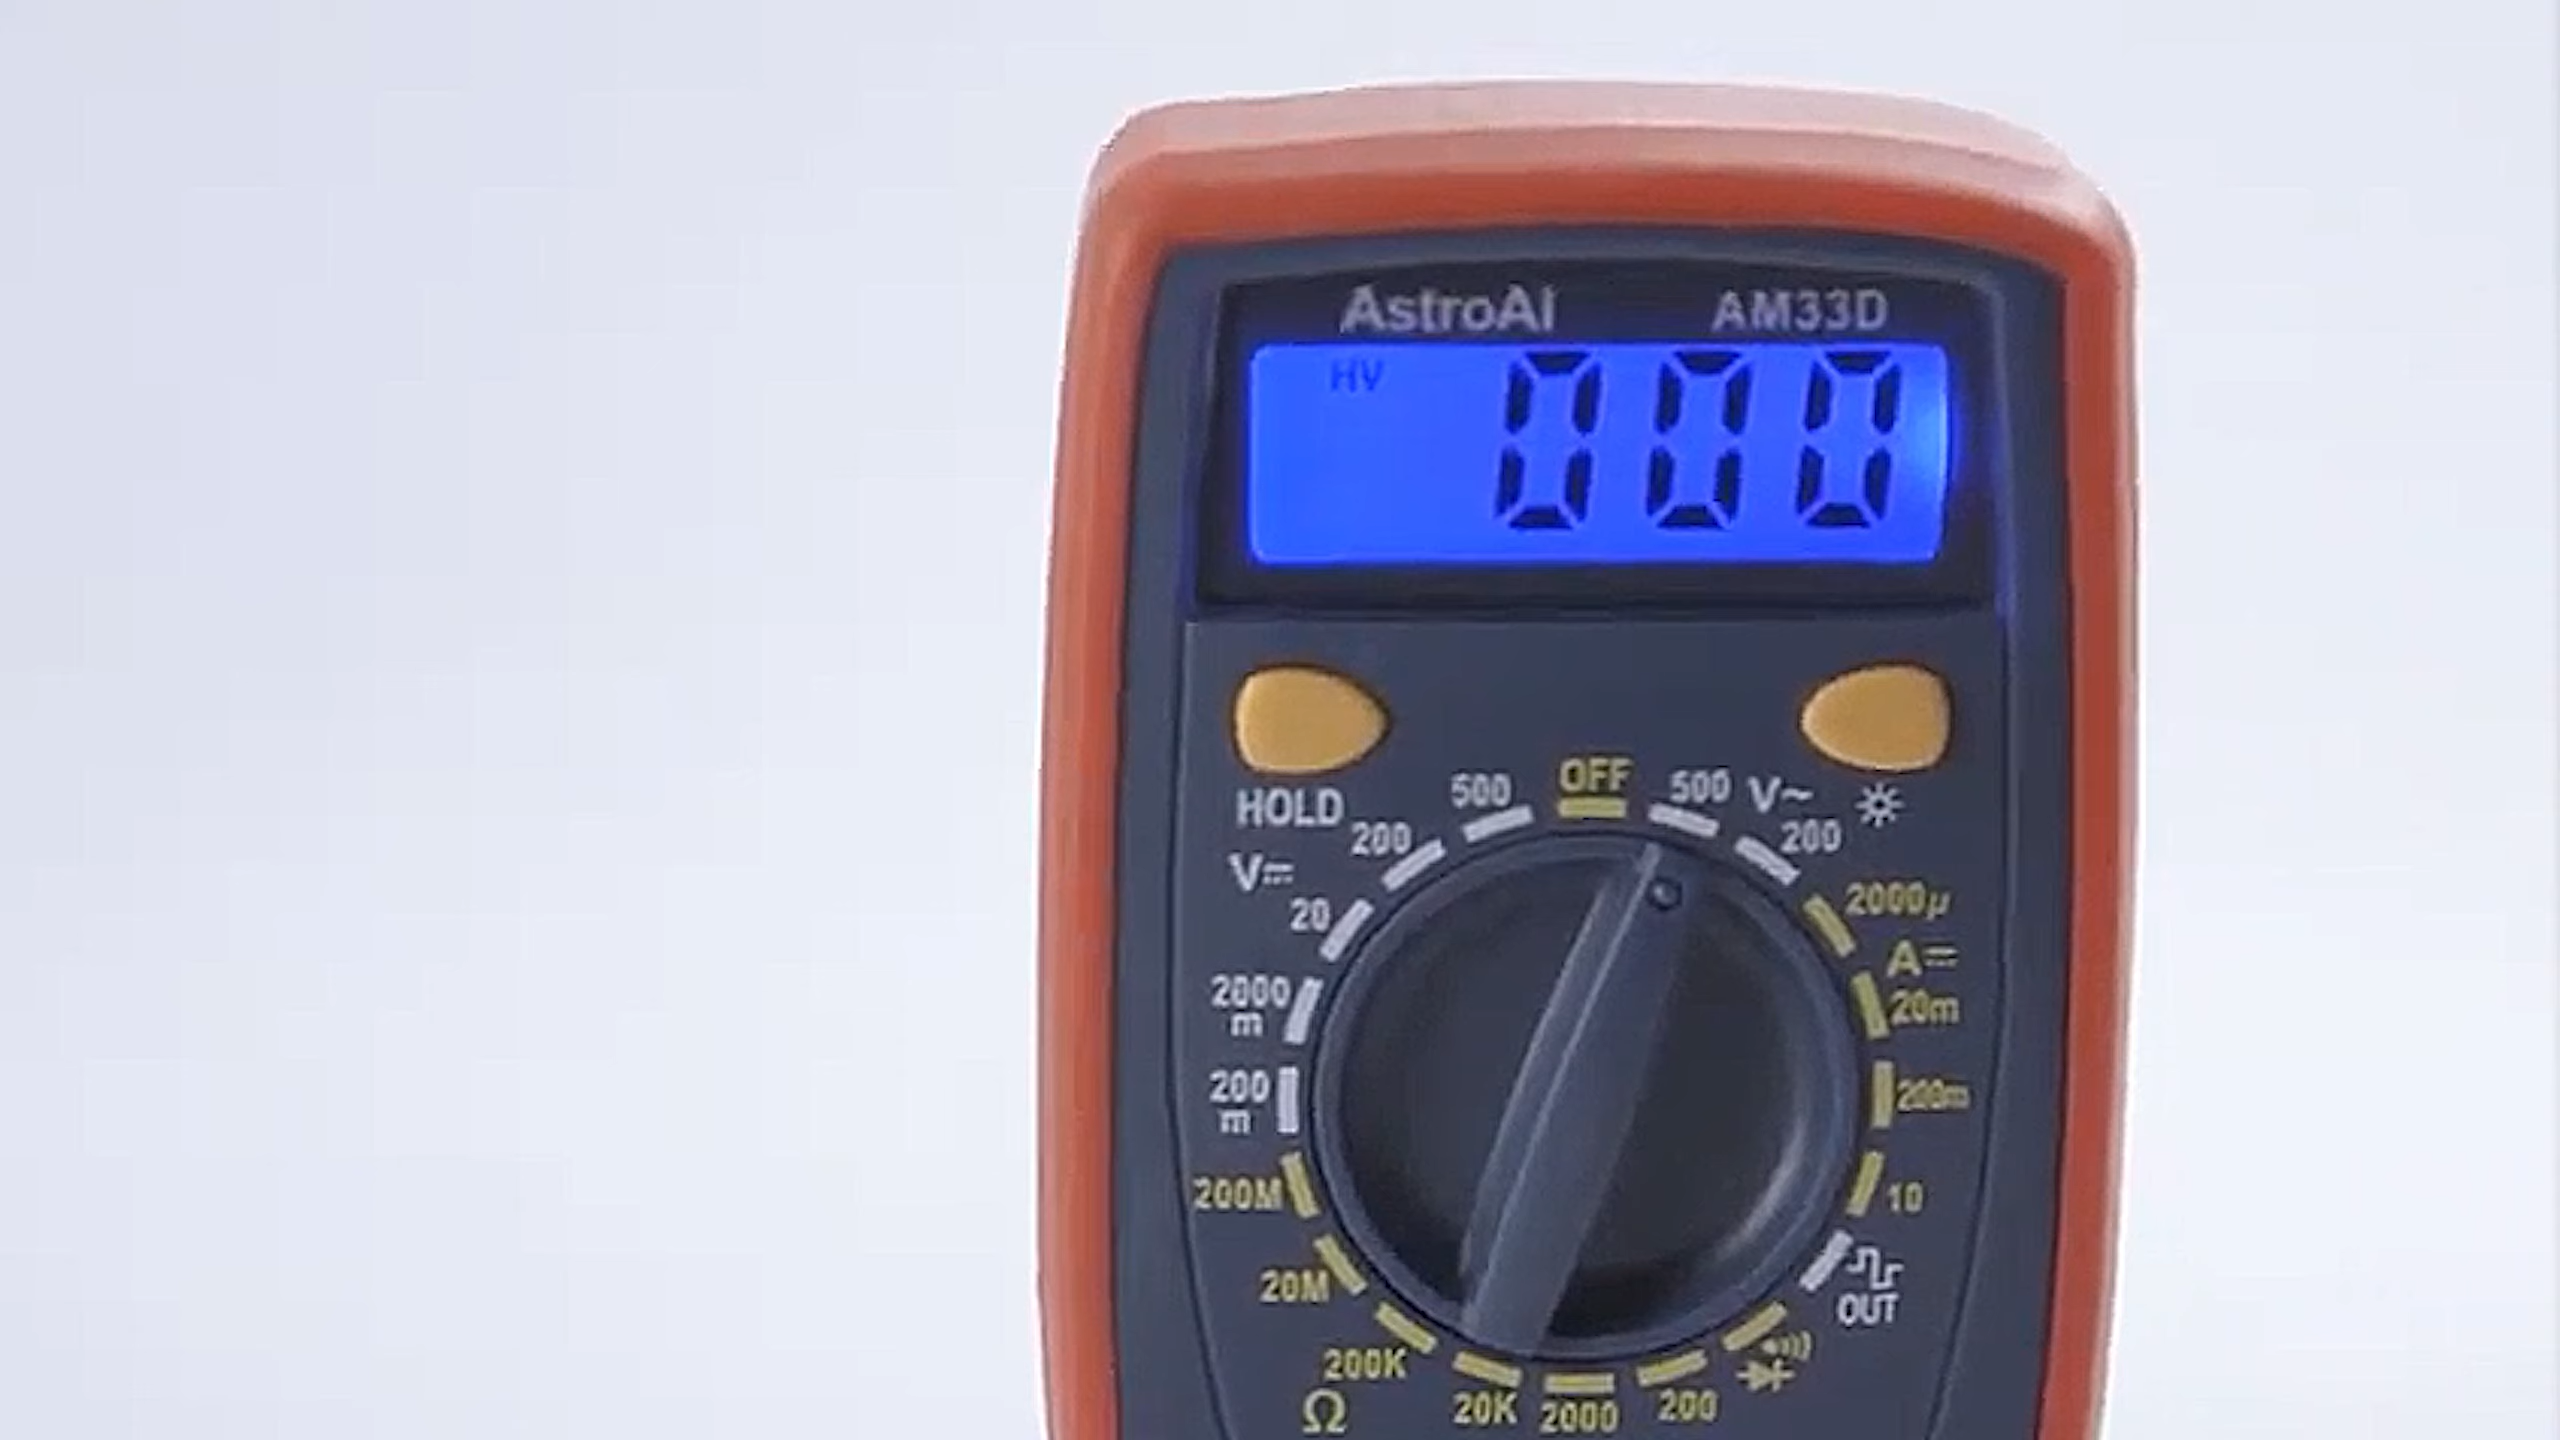 AstroAI AM33D
HV 000
HOLD
OFF
500 500 V~
200 200
V⎓
20 2000µ
A⎓
2000
m 20m
200
m 200m
200M 10
20M OUT
200K
Ω 20K 2000 200